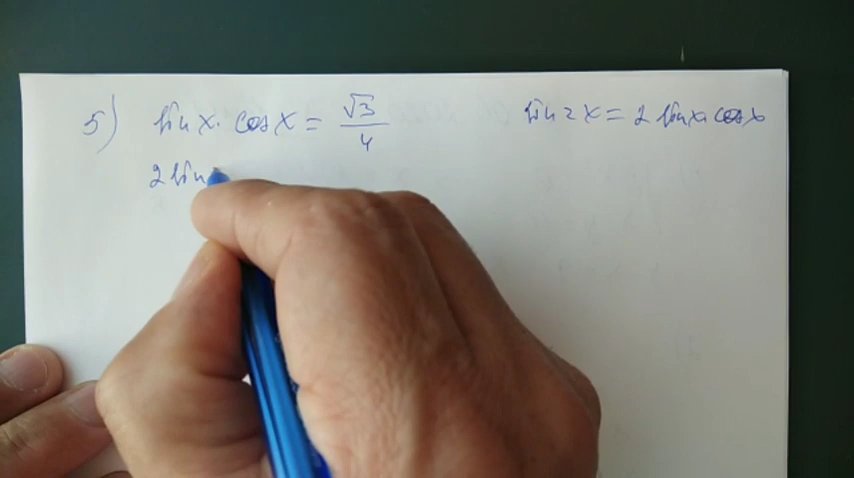 5) sin x · cos x = √3/4
sin 2x = 2 sin x · cos x
2 sin